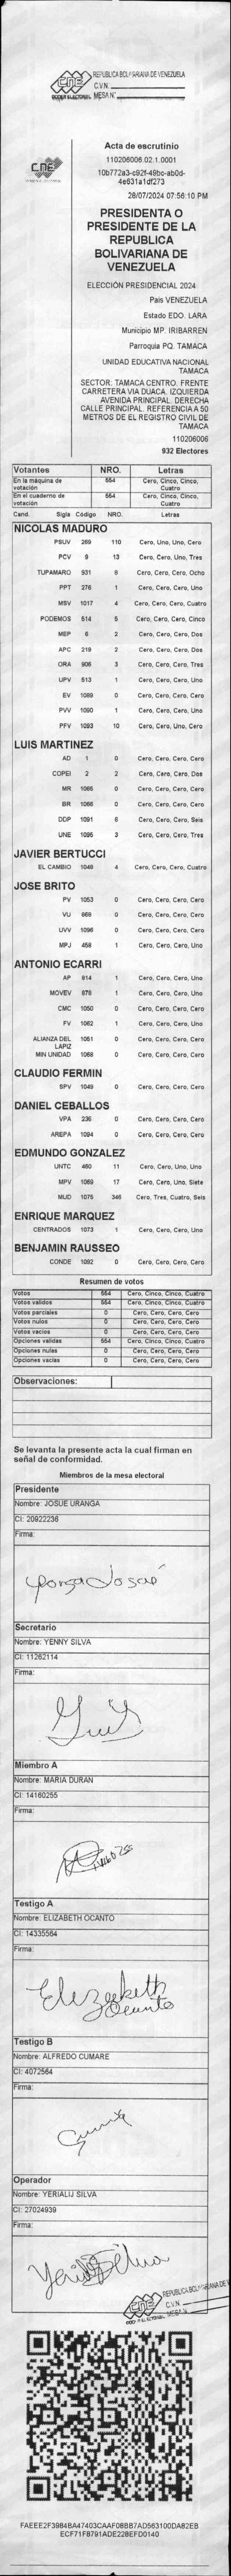 REPUBLICA BOLIVARIANA DE VENEZUELA
CNE
C.V.N:
PODER ELECTORAL MESA N°
CNE
Acta de escrutinio
110206006.02.1.0001
10b772a3-c92f-49bc-ab0d-
4e631a1df273
28/07/2024 07:56:10 PM
PRESIDENTA O
PRESIDENTE DE LA
REPUBLICA
BOLIVARIANA DE
VENEZUELA
ELECCIÓN PRESIDENCIAL 2024
País VENEZUELA
Estado EDO. LARA
Municipio MP. IRIBARREN
Parroquia PQ. TAMACA
UNIDAD EDUCATIVA NACIONAL
TAMACA
SECTOR. TAMACA CENTRO. FRENTE
CARRETERA VIA DUACA. IZQUIERDA
AVENIDA PRINCIPAL. DERECHA
CALLE PRINCIPAL. REFERENCIA A 50
METROS DE EL REGISTRO CIVIL DE
TAMACA
110206006
932 Electores
Votantes NRO. Letras
En la máquina de votación 554 Cero, Cinco, Cinco, Cuatro
En el cuaderno de votación 554 Cero, Cinco, Cinco, Cuatro
Cand. Sigla Código NRO. Letras
NICOLAS MADURO
PSUV 269 110 Cero, Uno, Uno, Cero
PCV 9 13 Cero, Cero, Uno, Tres
TUPAMARO 931 8 Cero, Cero, Cero, Ocho
PPT 276 1 Cero, Cero, Cero, Uno
MSV 1017 4 Cero, Cero, Cero, Cuatro
PODEMOS 514 5 Cero, Cero, Cero, Cinco
MEP 6 2 Cero, Cero, Cero, Dos
APC 219 2 Cero, Cero, Cero, Dos
ORA 906 3 Cero, Cero, Cero, Tres
UPV 513 1 Cero, Cero, Cero, Uno
EV 1089 0 Cero, Cero, Cero, Cero
PVV 1090 1 Cero, Cero, Cero, Uno
PFV 1093 10 Cero, Cero, Uno, Cero
LUIS MARTINEZ
AD 1 0 Cero, Cero, Cero, Cero
COPEI 2 2 Cero, Cero, Cero, Dos
MR 1065 0 Cero, Cero, Cero, Cero
BR 1066 0 Cero, Cero, Cero, Cero
DDP 1091 6 Cero, Cero, Cero, Seis
UNE 1095 3 Cero, Cero, Cero, Tres
JAVIER BERTUCCI
EL CAMBIO 1048 4 Cero, Cero, Cero, Cuatro
JOSE BRITO
PV 1053 0 Cero, Cero, Cero, Cero
VU 969 0 Cero, Cero, Cero, Cero
UVV 1096 0 Cero, Cero, Cero, Cero
MPJ 458 1 Cero, Cero, Cero, Uno
ANTONIO ECARRI
AP 814 1 Cero, Cero, Cero, Uno
MOVEV 878 1 Cero, Cero, Cero, Uno
CMC 1050 0 Cero, Cero, Cero, Cero
FV 1062 1 Cero, Cero, Cero, Uno
ALIANZA DEL LAPIZ 1051 0 Cero, Cero, Cero, Cero
MIN UNIDAD 1068 0 Cero, Cero, Cero, Cero
CLAUDIO FERMIN
SPV 1049 0 Cero, Cero, Cero, Cero
DANIEL CEBALLOS
VPA 236 0 Cero, Cero, Cero, Cero
AREPA 1094 0 Cero, Cero, Cero, Cero
EDMUNDO GONZALEZ
UNTC 460 11 Cero, Cero, Uno, Uno
MPV 1069 17 Cero, Cero, Uno, Siete
MUD 1075 346 Cero, Tres, Cuatro, Seis
ENRIQUE MARQUEZ
CENTRADOS 1073 1 Cero, Cero, Cero, Uno
BENJAMIN RAUSSEO
CONDE 1092 0 Cero, Cero, Cero, Cero
Resumen de votos
Votos 554 Cero, Cinco, Cinco, Cuatro
Votos validos 554 Cero, Cinco, Cinco, Cuatro
Votos parciales 0 Cero, Cero, Cero, Cero
Votos nulos 0 Cero, Cero, Cero, Cero
Votos vacios 0 Cero, Cero, Cero, Cero
Opciones validas 554 Cero, Cinco, Cinco, Cuatro
Opciones nulas 0 Cero, Cero, Cero, Cero
Opciones vacias 0 Cero, Cero, Cero, Cero
Observaciones:
Se levanta la presente acta la cual firman en
señal de conformidad.
Miembros de la mesa electoral
Presidente
Nombre: JOSUE URANGA
CI: 20922236
Firma:
Secretario
Nombre: YENNY SILVA
CI: 11262114
Firma:
Miembro A
Nombre: MARIA DURAN
CI: 14160255
Firma:
Testigo A
Nombre: ELIZABETH OCANTO
CI: 14335564
Firma:
Elizabeth
Ocanto
Testigo B
Nombre: ALFREDO CUMARE
CI: 4072564
Firma:
Operador
Nombre: YERIALIJ SILVA
CI: 27024939
Firma:
CNE
C.V.N:
FAEEE2F3984BA47403CAAF08BB7AD563100DA82EB
ECF71F8791ADE228EFD0140